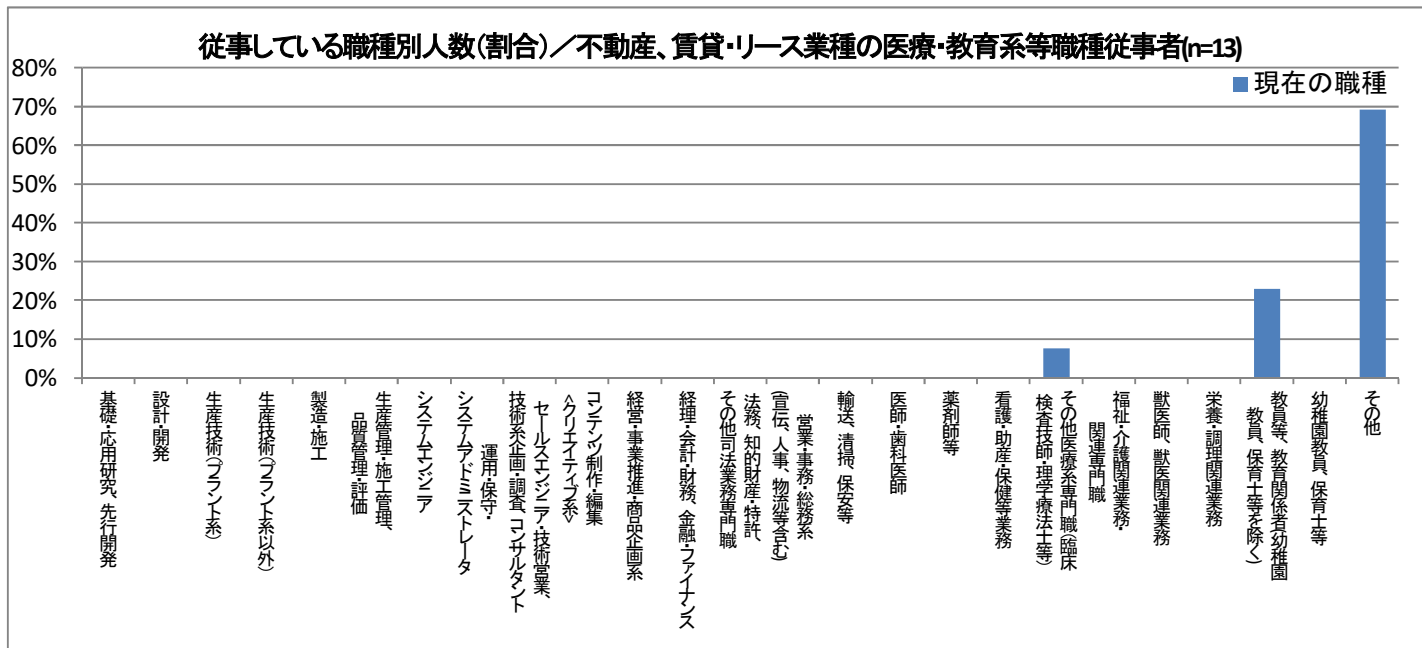 従事している職種別人数(割合)／不動産、賃貸・リース業種の医療・教育系等職種従事者(n=13)
現在の職種
80%
70%
60%
50%
40%
30%
20%
10%
0%
基礎・応用研究、先行開発
設計・開発
生産技術(プラント系)
生産技術(プラント系以外)
製造・施工
生産管理・施工管理、
品質管理・評価
システムエンジニア
運用・保守・
システムアドミニストレータ
セールスエンジニア・技術営業、
技術系企画・調査、コンサルタント
コンテンツ制作・編集
<クリエイティブ系>
経営・事業推進・商品企画系
経理・会計・財務、金融・ファイナンス
法務、知的財産・特許、
その他司法業務専門職
営業・事務・総務系
(宣伝、人事、物流等含む)
輸送、清掃、保安等
医師・歯科医師
薬剤師等
看護・助産・保健等業務
その他医療系専門職(臨床
検査技師・理学療法士等)
福祉・介護関連業務・
関連専門職
獣医師、獣医関連業務
栄養・調理関連業務
教員等、教育関係者幼稚園
教員、保育士等を除く)
幼稚園教員、保育士等
その他